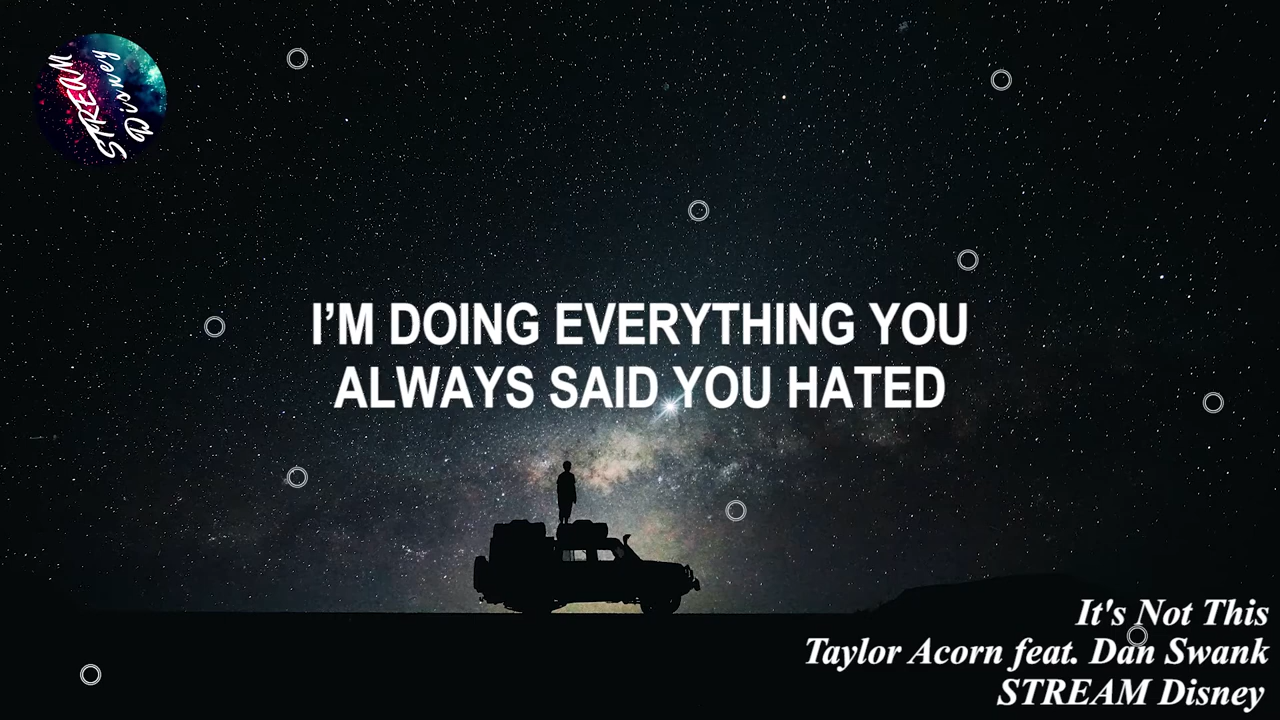 STREAM
Disney
I'M DOING EVERYTHING YOU
ALWAYS SAID YOU HATED
It's Not This
Taylor Acorn feat. Dan Swank
STREAM Disney